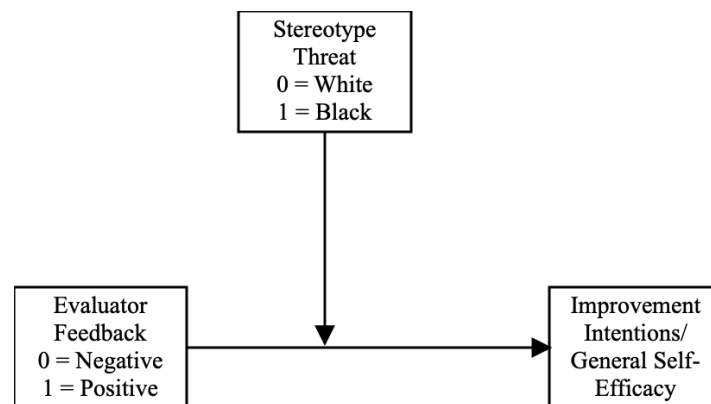 Stereotype
Threat
0 = White
1 = Black
Evaluator
Feedback
0 = Negative
1 = Positive
Improvement
Intentions/
General Self-
Efficacy